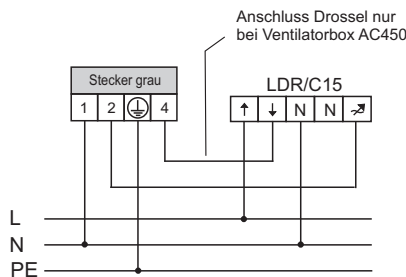 Anschluss Drossel nur
bei Ventilatorbox AC450
Stecker grau
LDR/C15
1 2 4
↑ ↓ N N
L
N
PE